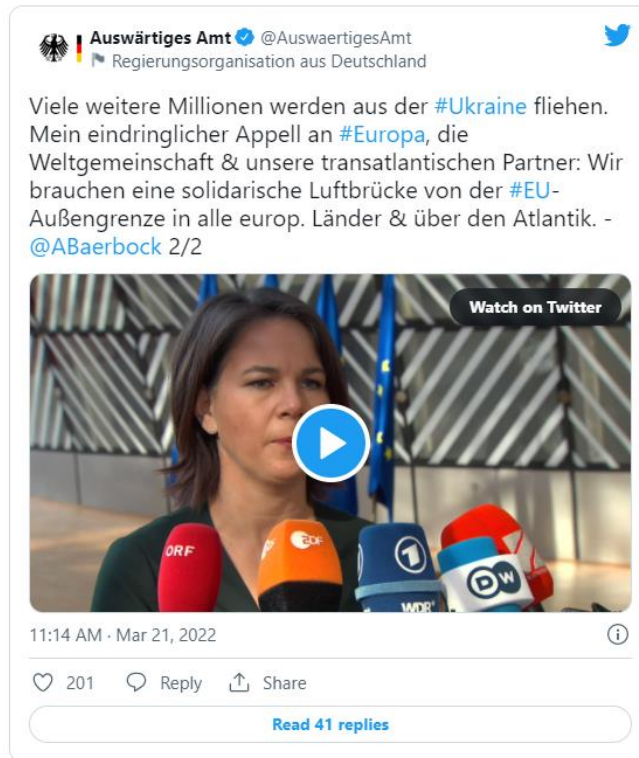 Auswärtiges Amt @AuswaertigesAmt
Regierungsorganisation aus Deutschland
Viele weitere Millionen werden aus der #Ukraine fliehen.
Mein eindringlicher Appell an #Europa, die
Weltgemeinschaft & unsere transatlantischen Partner: Wir
brauchen eine solidarische Luftbrücke von der #EU-
Außengrenze in alle europ. Länder & über den Atlantik. -
@ABaerbock 2/2
Watch on Twitter
ORF
ZDF
1
WDR
DW
11:14 AM · Mar 21, 2022
201 Reply Share
Read 41 replies